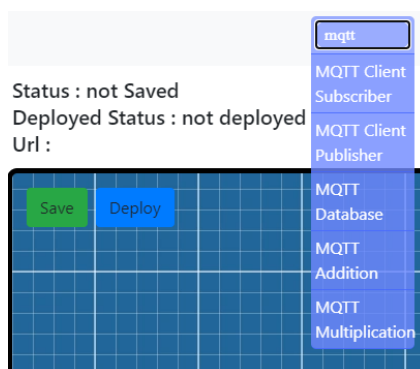 mqtt
MQTT Client
Subscriber
MQTT Client
Publisher
MQTT
Database
MQTT
Addition
MQTT
Multiplication
Status : not Saved
Deployed Status : not deployed
Url :
Save
Deploy